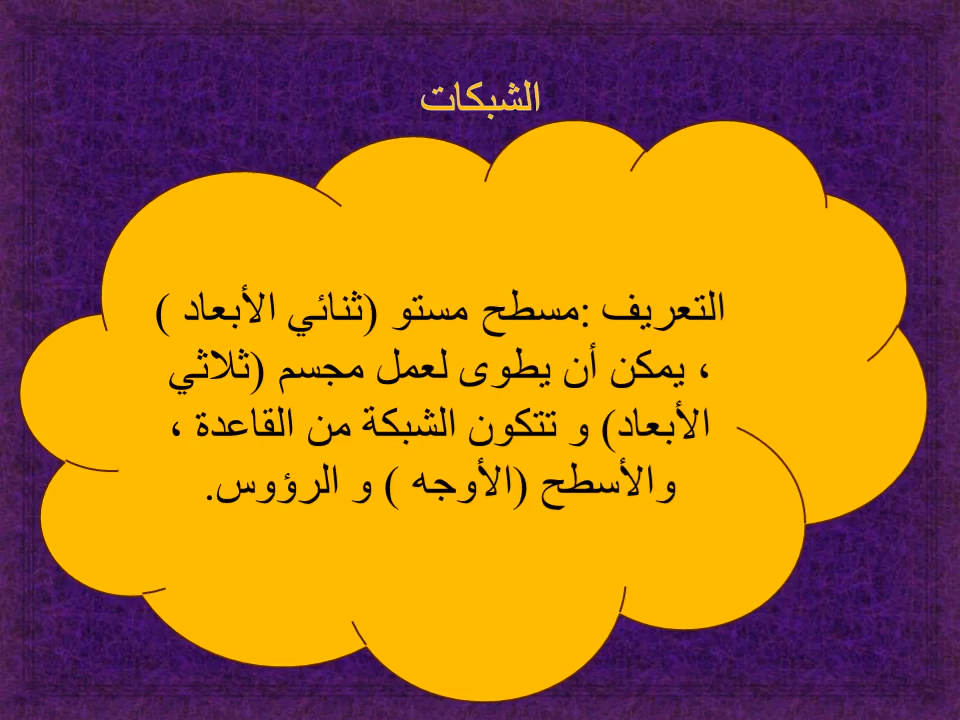 الشبكات
التعريف :مسطح مستو (ثنائي الأبعاد )
، يمكن أن يطوى لعمل مجسم (ثلاثي
الأبعاد) و تتكون الشبكة من القاعدة ،
والأسطح (الأوجه ) و الرؤوس.